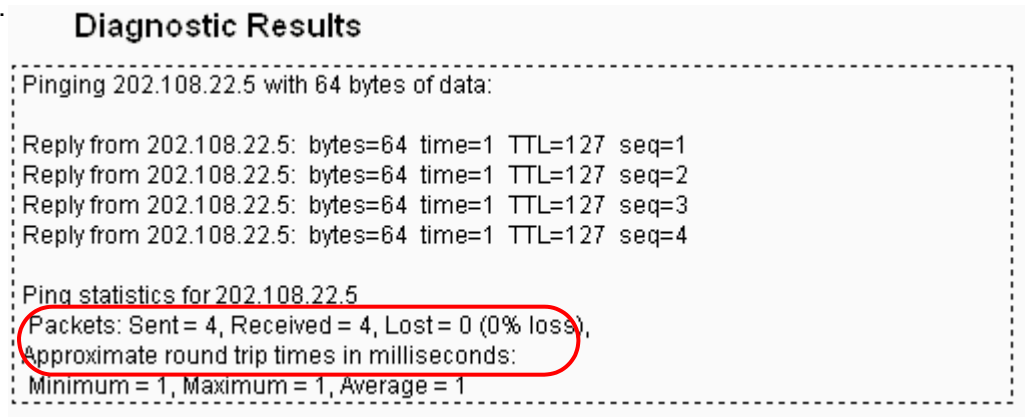 .
Diagnostic Results
Pinging 202.108.22.5 with 64 bytes of data:
Reply from 202.108.22.5: bytes=64 time=1 TTL=127 seq=1
Reply from 202.108.22.5: bytes=64 time=1 TTL=127 seq=2
Reply from 202.108.22.5: bytes=64 time=1 TTL=127 seq=3
Reply from 202.108.22.5: bytes=64 time=1 TTL=127 seq=4
Ping statistics for 202.108.22.5
Packets: Sent = 4, Received = 4, Lost = 0 (0% loss),
Approximate round trip times in milliseconds:
Minimum = 1, Maximum = 1, Average = 1